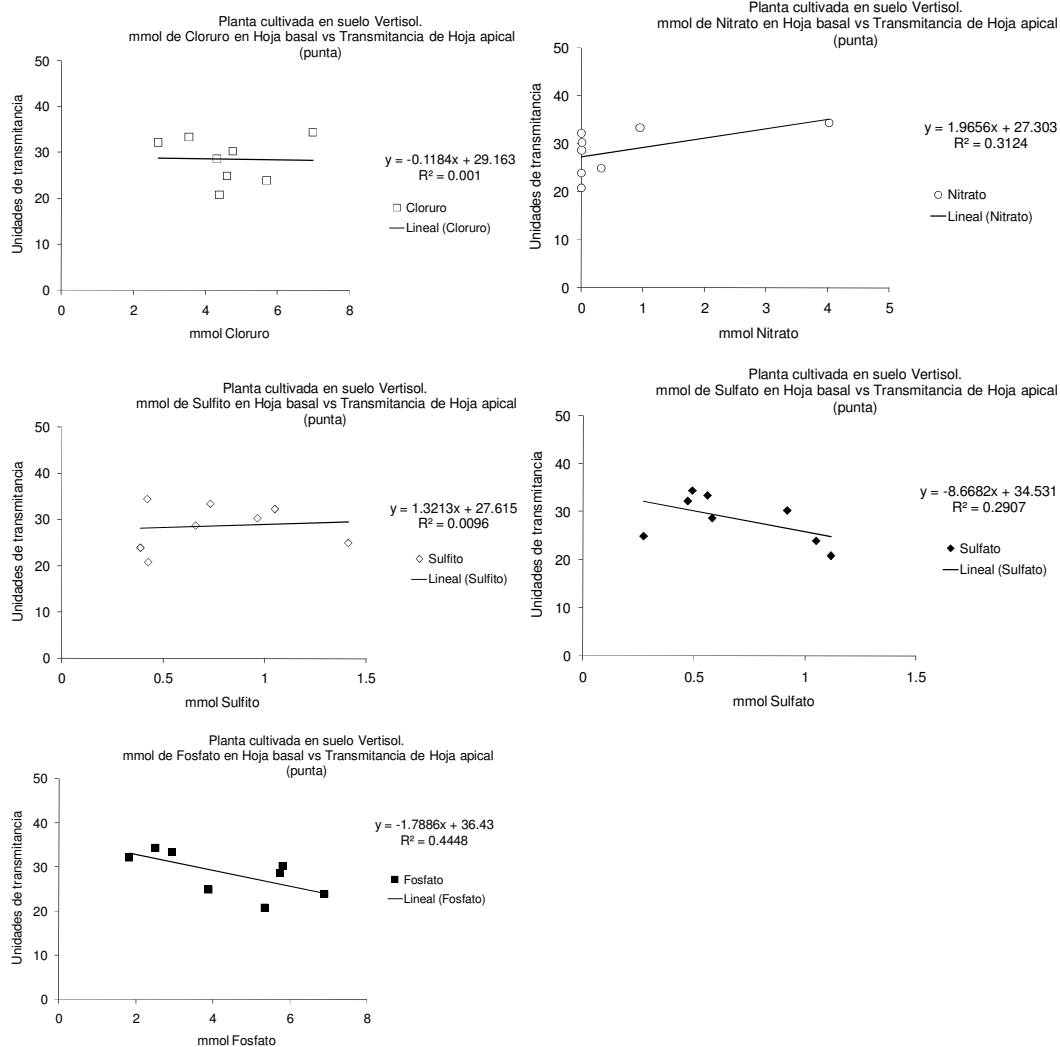 Planta cultivada en suelo Vertisol.
mmol de Cloruro en Hoja basal vs Transmitancia de Hoja apical
(punta)
Unidades de transmitancia
50
40
30
20
10
0
0 2 4 6 8
mmol Cloruro
y = -0.1184x + 29.163
R² = 0.001
Cloruro
Lineal (Cloruro)
Planta cultivada en suelo Vertisol.
mmol de Nitrato en Hoja basal vs Transmitancia de Hoja apical
(punta)
Unidades de transmitancia
50
40
30
20
10
0
0 1 2 3 4 5
mmol Nitrato
y = 1.9656x + 27.303
R² = 0.3124
Nitrato
Lineal (Nitrato)
Planta cultivada en suelo Vertisol.
mmol de Sulfito en Hoja basal vs Transmitancia de Hoja apical
(punta)
Unidades de transmitancia
50
40
30
20
10
0
0 0.5 1 1.5
mmol Sulfito
y = 1.3213x + 27.615
R² = 0.0096
Sulfito
Lineal (Sulfito)
Planta cultivada en suelo Vertisol.
mmol de Sulfato en Hoja basal vs Transmitancia de Hoja apical
(punta)
Unidades de transmitancia
50
40
30
20
10
0
0 0.5 1 1.5
mmol Sulfato
y = -8.6682x + 34.531
R² = 0.2907
Sulfato
Lineal (Sulfato)
Planta cultivada en suelo Vertisol.
mmol de Fosfato en Hoja basal vs Transmitancia de Hoja apical
(punta)
Unidades de transmitancia
50
40
30
20
10
0
0 2 4 6 8
mmol Fosfato
y = -1.7886x + 36.43
R² = 0.4448
Fosfato
Lineal (Fosfato)